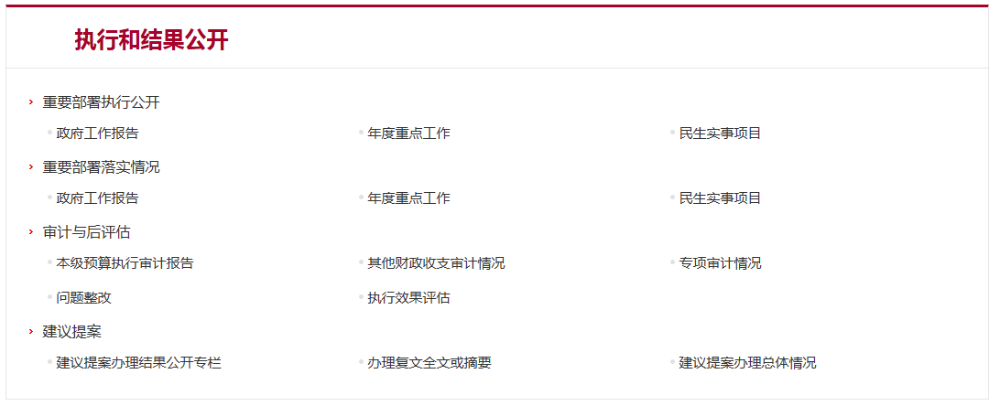 执行和结果公开
重要部署执行公开
政府工作报告 年度重点工作 民生实事项目
重要部署落实情况
政府工作报告 年度重点工作 民生实事项目
审计与后评估
本级预算执行审计报告 其他财政收支审计情况 专项审计情况
问题整改 执行效果评估
建议提案
建议提案办理结果公开专栏 办理复文全文或摘要 建议提案办理总体情况